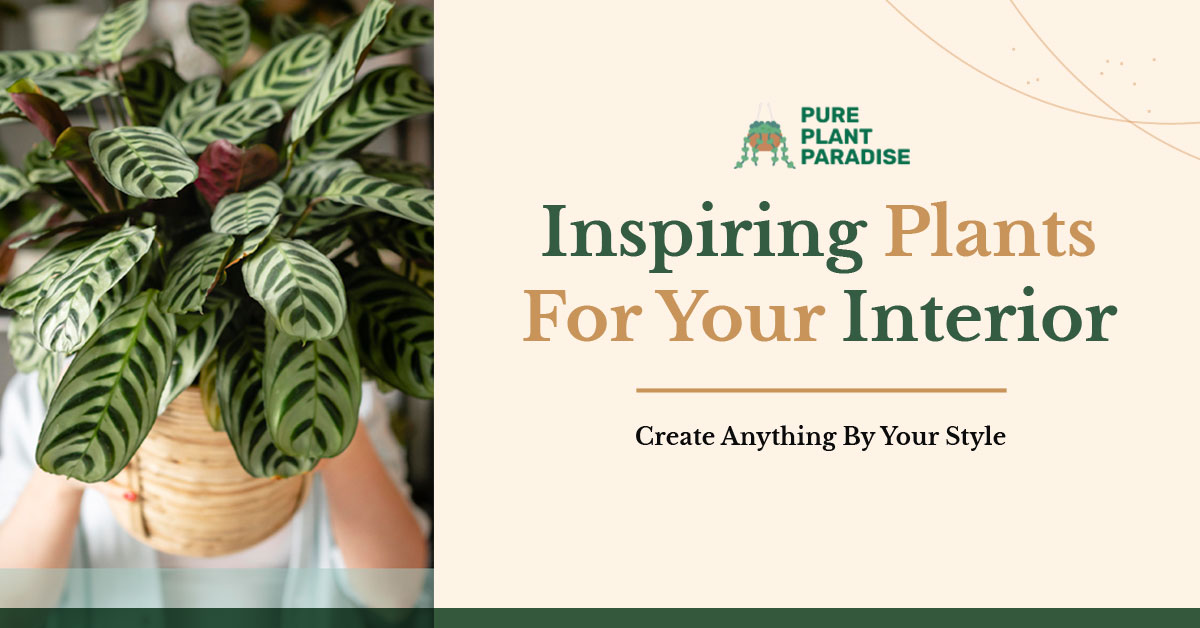 PURE
PLANT
PARADISE
Inspiring Plants
For Your Interior
Create Anything By Your Style